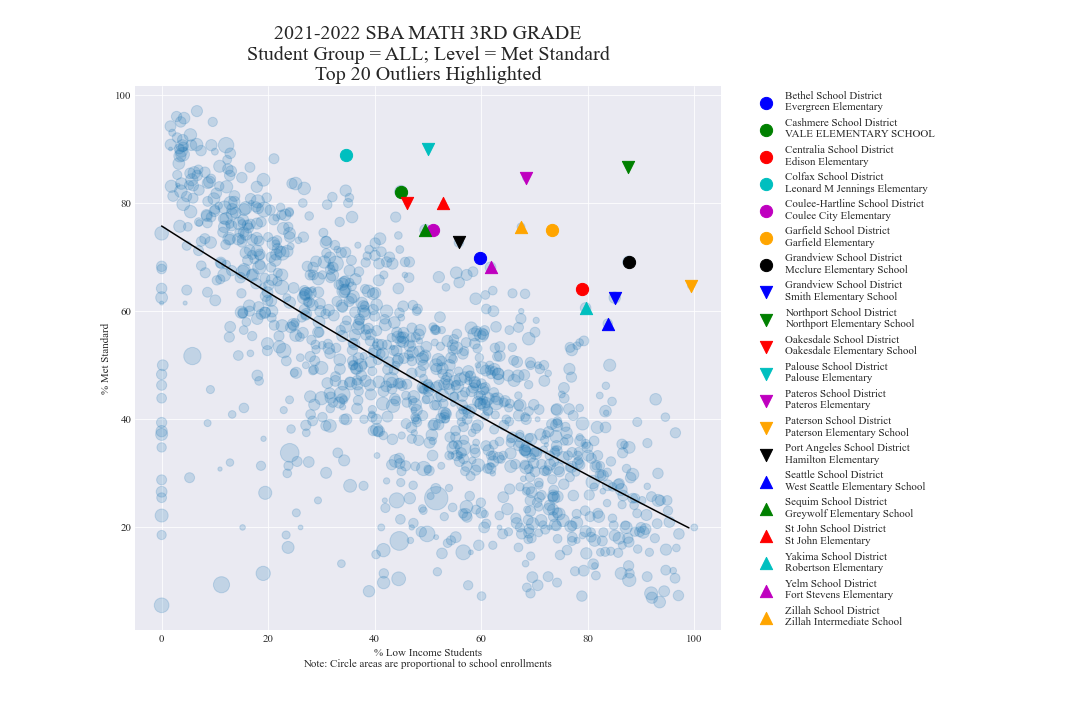 2021-2022 SBA MATH 3RD GRADE
Student Group = ALL; Level = Met Standard
Top 20 Outliers Highlighted
100
80
60
40
20
% Met Standard
0
20
40
60
80
100
% Low Income Students
Note: Circle areas are proportional to school enrollments
Bethel School District
Evergreen Elementary
Cashmere School District
VALE ELEMENTARY SCHOOL
Centralia School District
Edison Elementary
Colfax School District
Leonard M Jennings Elementary
Coulee-Hartline School District
Coulee City Elementary
Garfield School District
Garfield Elementary
Grandview School District
Mcclure Elementary School
Grandview School District
Smith Elementary School
Northport School District
Northport Elementary School
Oakesdale School District
Oakesdale Elementary School
Palouse School District
Palouse Elementary
Pateros School District
Pateros Elementary
Paterson School District
Paterson Elementary School
Port Angeles School District
Hamilton Elementary
Seattle School District
West Seattle Elementary School
Sequim School District
Greywolf Elementary School
St John School District
St John Elementary
Yakima School District
Robertson Elementary
Yelm School District
Fort Stevens Elementary
Zillah School District
Zillah Intermediate School